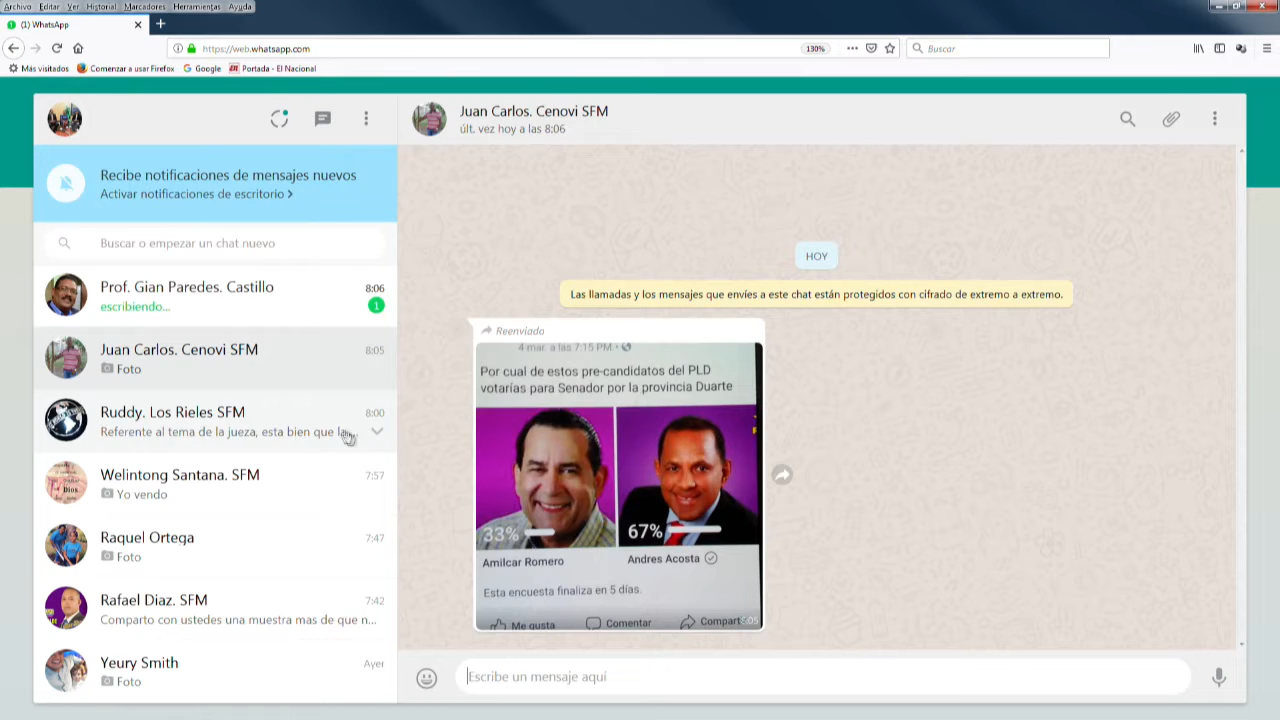 Archivo Editar Ver Historial Marcadores Herramientas Ayuda
(1) WhatsApp
https://web.whatsapp.com
130%
Buscar
Más visitados Comenzar a usar Firefox Google Portada - El Nacional
Juan Carlos. Cenovi SFM
últ. vez hoy a las 8:06
Recibe notificaciones de mensajes nuevos
Activar notificaciones de escritorio >
Buscar o empezar un chat nuevo
Prof. Gian Paredes. Castillo 8:06
escribiendo... 1
Juan Carlos. Cenovi SFM 8:05
Foto
Ruddy. Los Rieles SFM 8:00
Referente al tema de la jueza, esta bien que la
Welintong Santana. SFM 7:57
Yo vendo
Raquel Ortega 7:47
Foto
Rafael Diaz. SFM 7:42
Comparto con ustedes una muestra mas de que n...
Yeury Smith Ayer
Foto
HOY
Las llamadas y los mensajes que envíes a este chat están protegidos con cifrado de extremo a extremo.
Reenviado
4 mar. a las 7:15 PM •
Por cual de estos pre-candidatos del PLD
votarías para Senador por la provincia Duarte
33% 67%
Amilcar Romero Andres Acosta
Esta encuesta finaliza en 5 días.
Me gusta Comentar Compart 8:05
Escribe un mensaje aquí